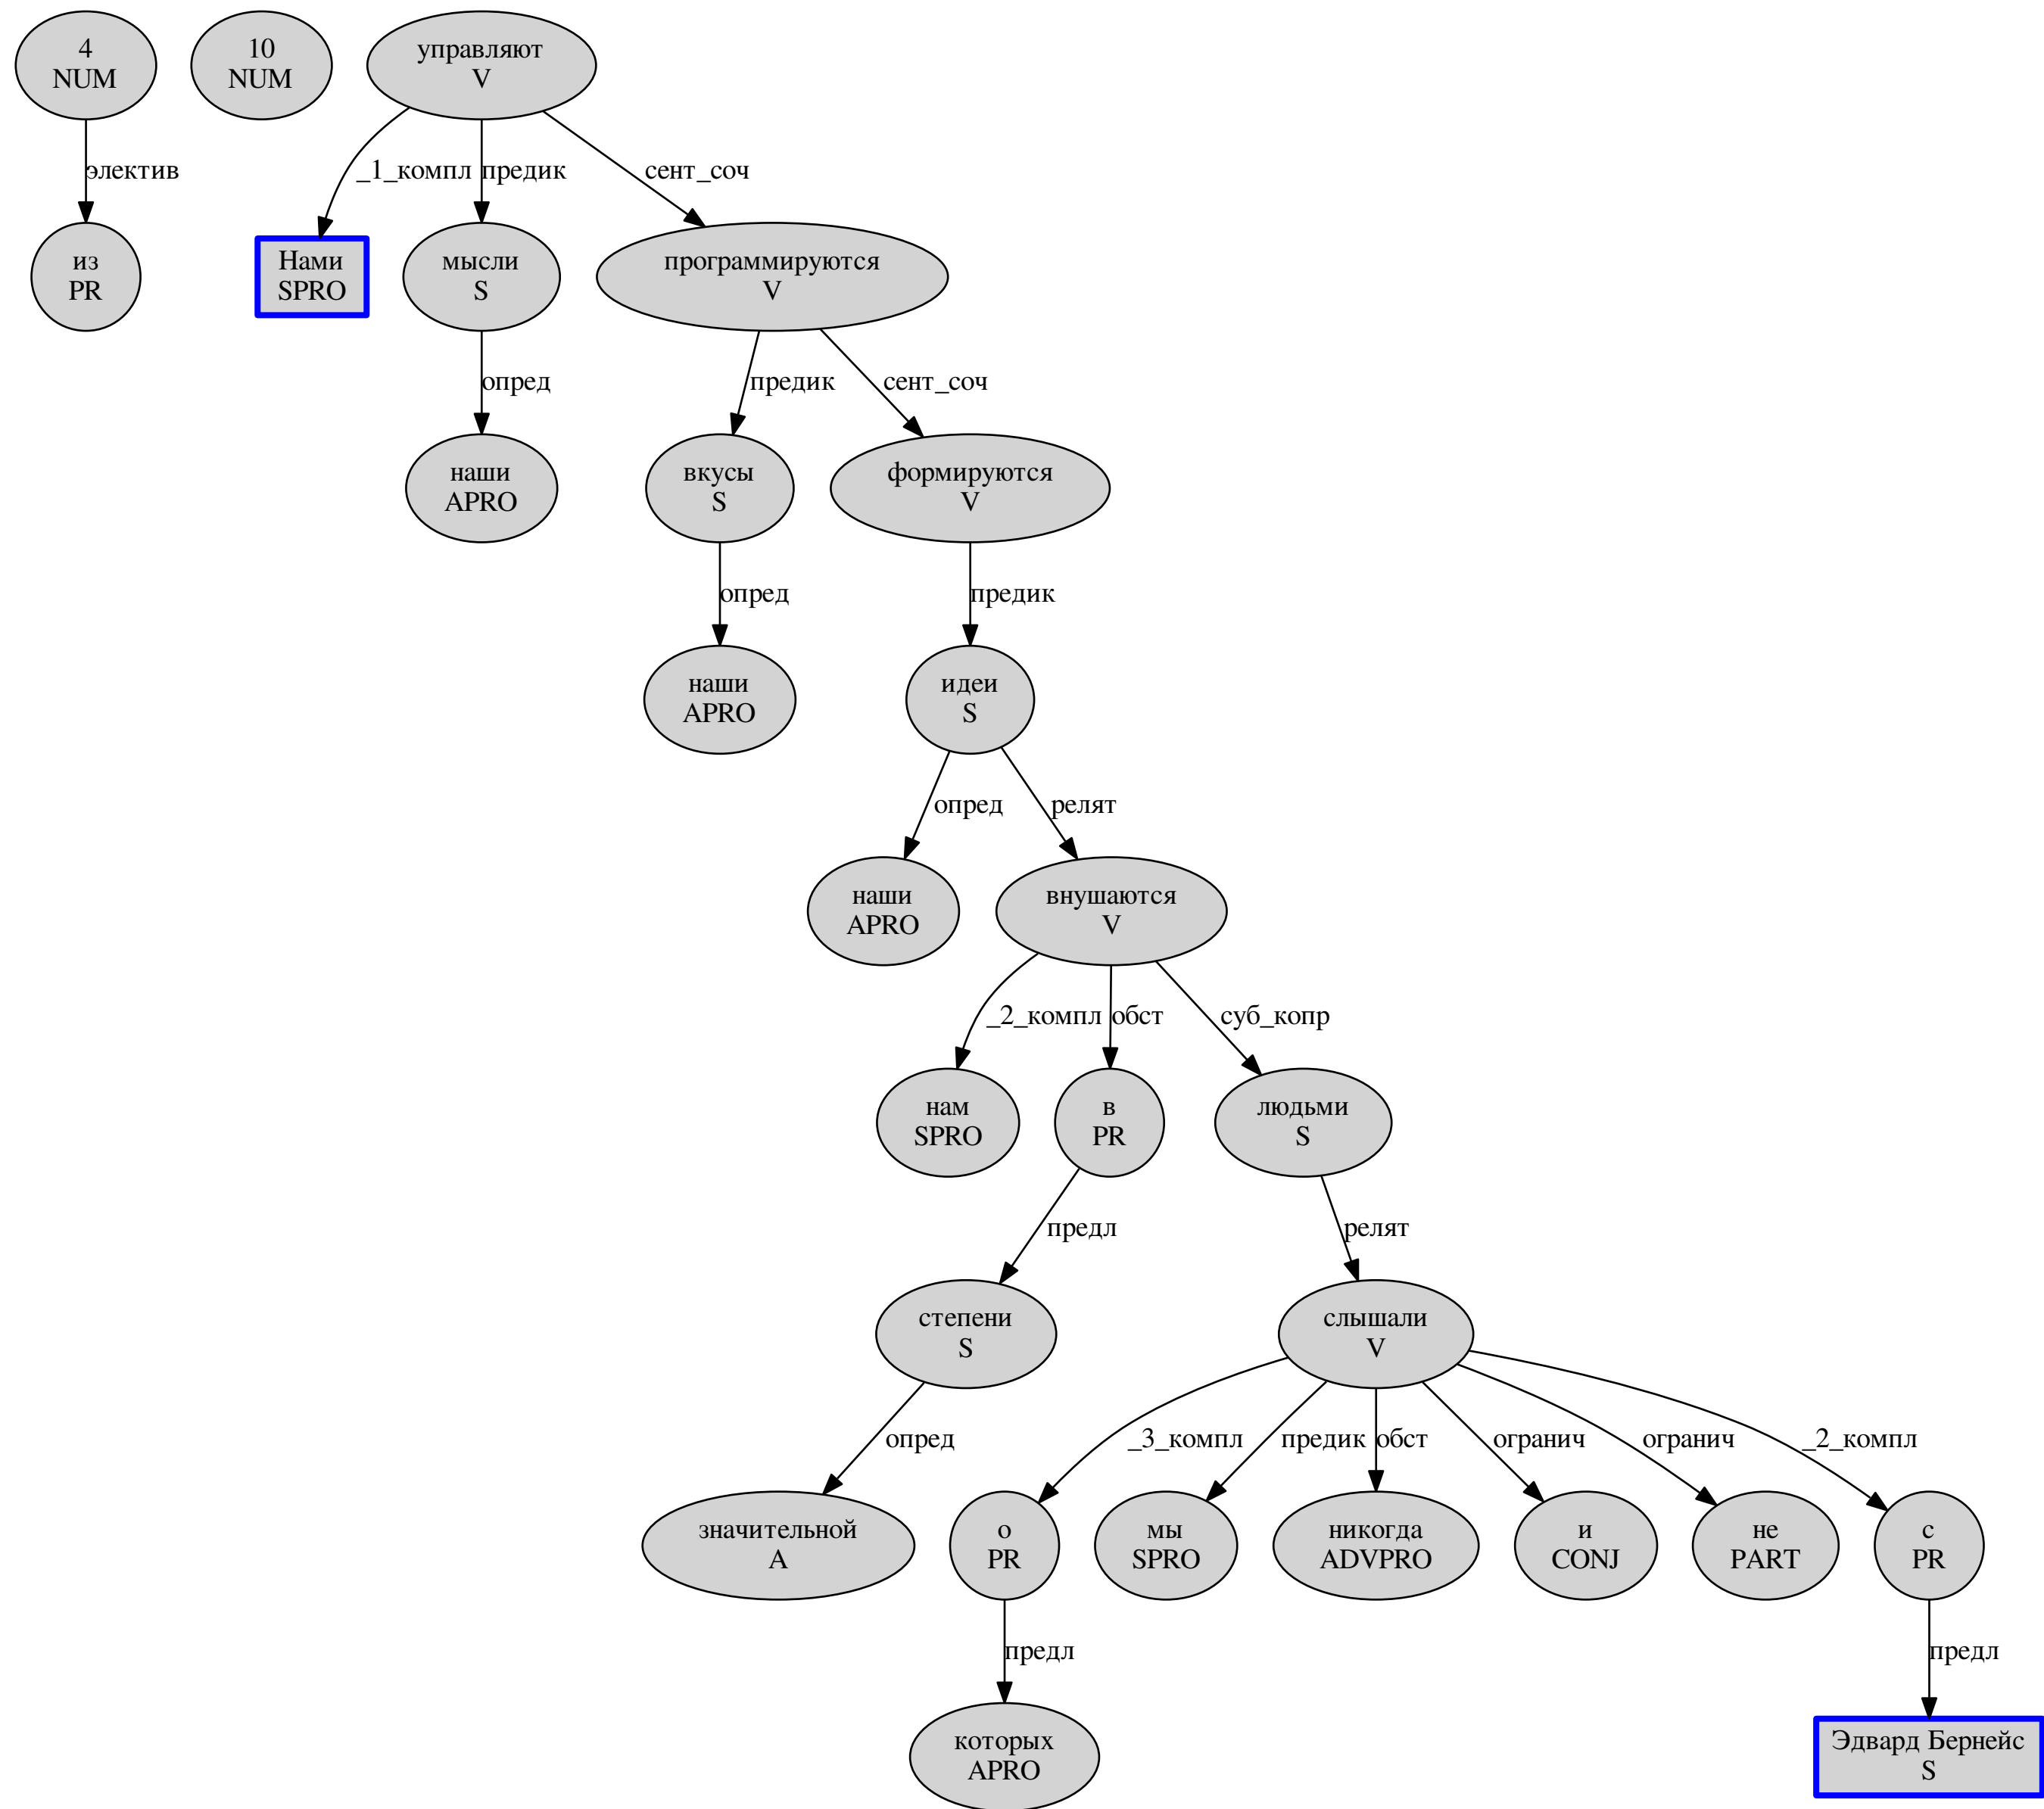 4
NUM
10
NUM
управляют
V
электив
_1_компл
предик
сент_соч
из
PR
Нами
SPRO
мысли
S
программируются
V
опред
предик
сент_соч
наши
APRO
вкусы
S
формируются
V
опред
предик
наши
APRO
идеи
S
опред
релят
наши
APRO
внушаются
V
_2_компл
обст
суб_копр
нам
SPRO
в
PR
людьми
S
предл
релят
степени
S
слышали
V
опред
_3_компл
предик
обст
огранич
огранич
_2_компл
значительной
A
о
PR
мы
SPRO
никогда
ADVPRO
и
CONJ
не
PART
с
PR
предл
предл
которых
APRO
Эдвард Бернейс
S